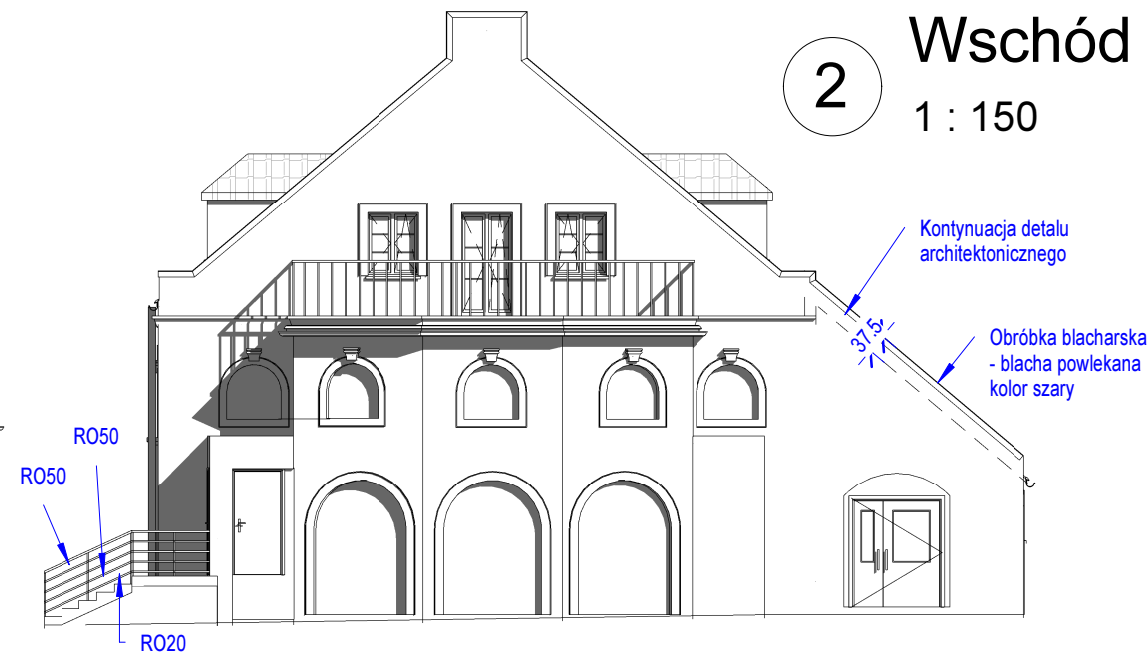 2
Wschód
1 : 150
Kontynuacja detalu
architektonicznego
37.5
Obróbka blacharska
- blacha powlekana
kolor szary
RO50
RO50
RO20